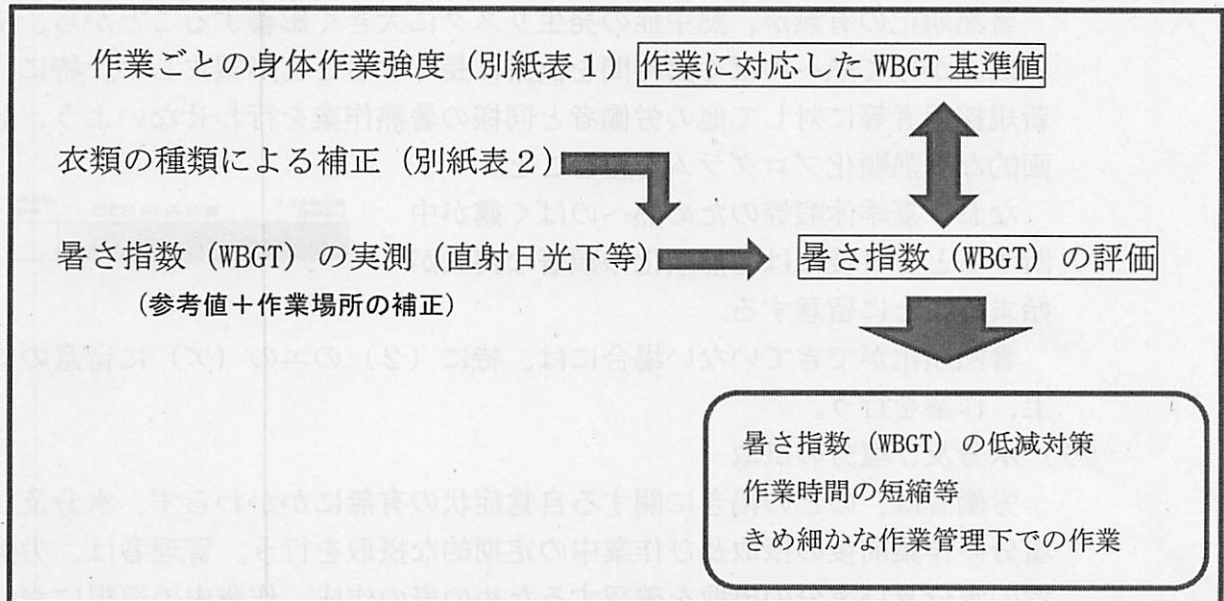 作業ごとの身体作業強度（別紙表１）作業に対応した WBGT 基準値
衣類の種類による補正（別紙表２）
暑さ指数（WBGT）の実測（直射日光下等）　暑さ指数（WBGT）の評価
（参考値＋作業場所の補正）
暑さ指数（WBGT）の低減対策
作業時間の短縮等
きめ細かな作業管理下での作業